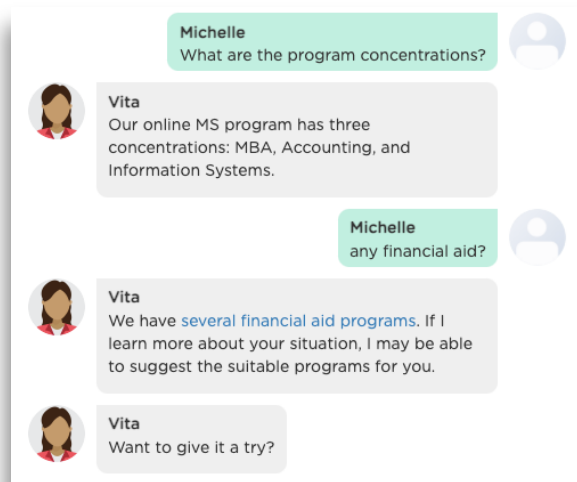 Michelle
What are the program concentrations?
Vita
Our online MS program has three
concentrations: MBA, Accounting, and
Information Systems.
Michelle
any financial aid?
Vita
We have several financial aid programs. If I
learn more about your situation, I may be able
to suggest the suitable programs for you.
Vita
Want to give it a try?